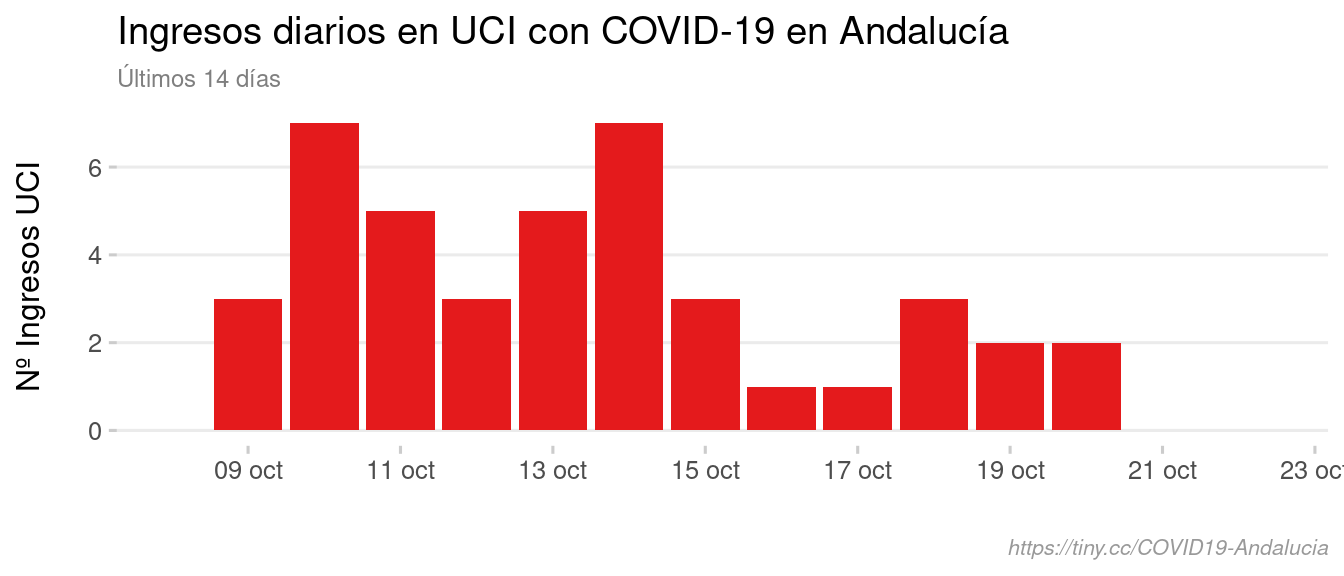 Ingresos diarios en UCI con COVID-19 en Andalucía
Últimos 14 días
Nº Ingresos UCI
6
4
2
0
09 oct
11 oct
13 oct
15 oct
17 oct
19 oct
21 oct
23 oct
https://tiny.cc/COVID19-Andalucia